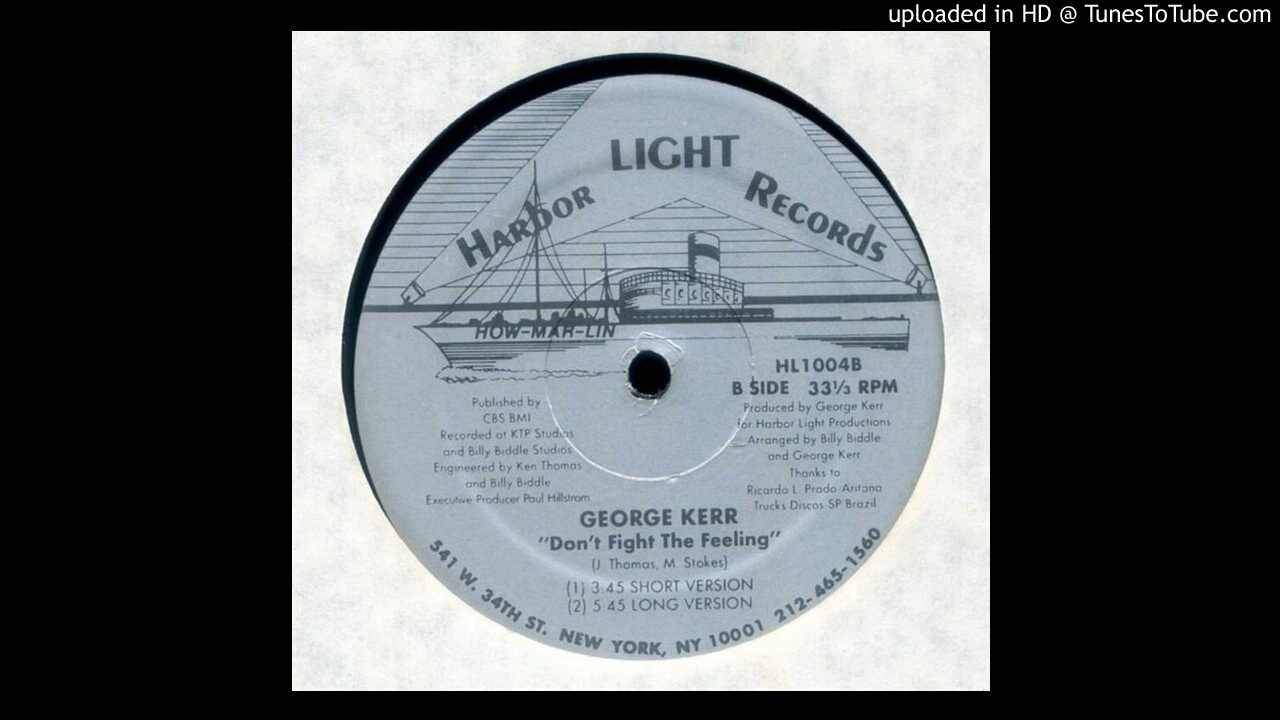 uploaded in HD @ TunesToTube.com
HARBOR LIGHT RECORDS
HOW-MAR-LIN
HL1004B
B SIDE 33⅓ RPM
Published by
CBS BMI
Recorded at KTP Studios
and Billy Biddle Studios
Engineered by Ken Thomas
and Billy Biddle
Executive Producer Paul Hillstrom
Produced by George Kerr
for Harbor Light Productions
Arranged by Billy Biddle
and George Kerr
Thanks to
Ricardo L. Prado Aritana
Trucks Discos SP Brazil
GEORGE KERR
"Don't Fight The Feeling"
(J. Thomas, M. Stokes)
(1) 3 45 SHORT VERSION
(2) 5 45 LONG VERSION
541 W. 34TH ST. NEW YORK, NY 10001 212-465-1560